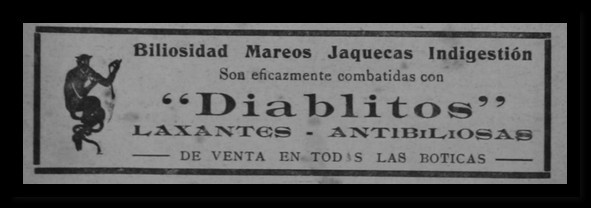 Biliosidad Mareos Jaquecas Indigestión
Son eficazmente combatidas con
“Diablitos”
LAXANTES - ANTIBILIOSAS
DE VENTA EN TOD S LAS BOTICAS